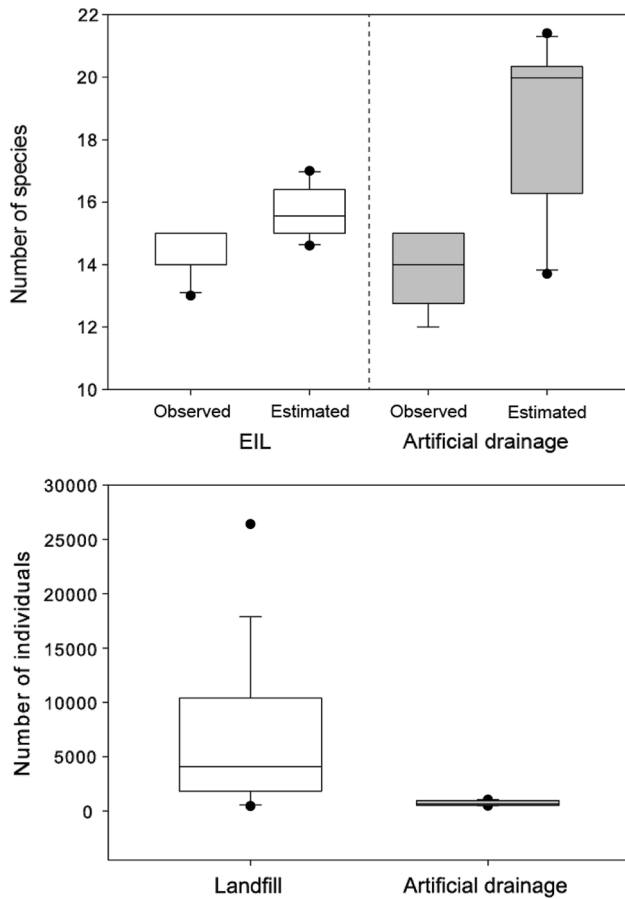 22
20
18
16
14
12
10
Number of species
Observed Estimated Observed Estimated
EIL Artificial drainage
30000
25000
20000
15000
10000
5000
0
Number of individuals
Landfill Artificial drainage